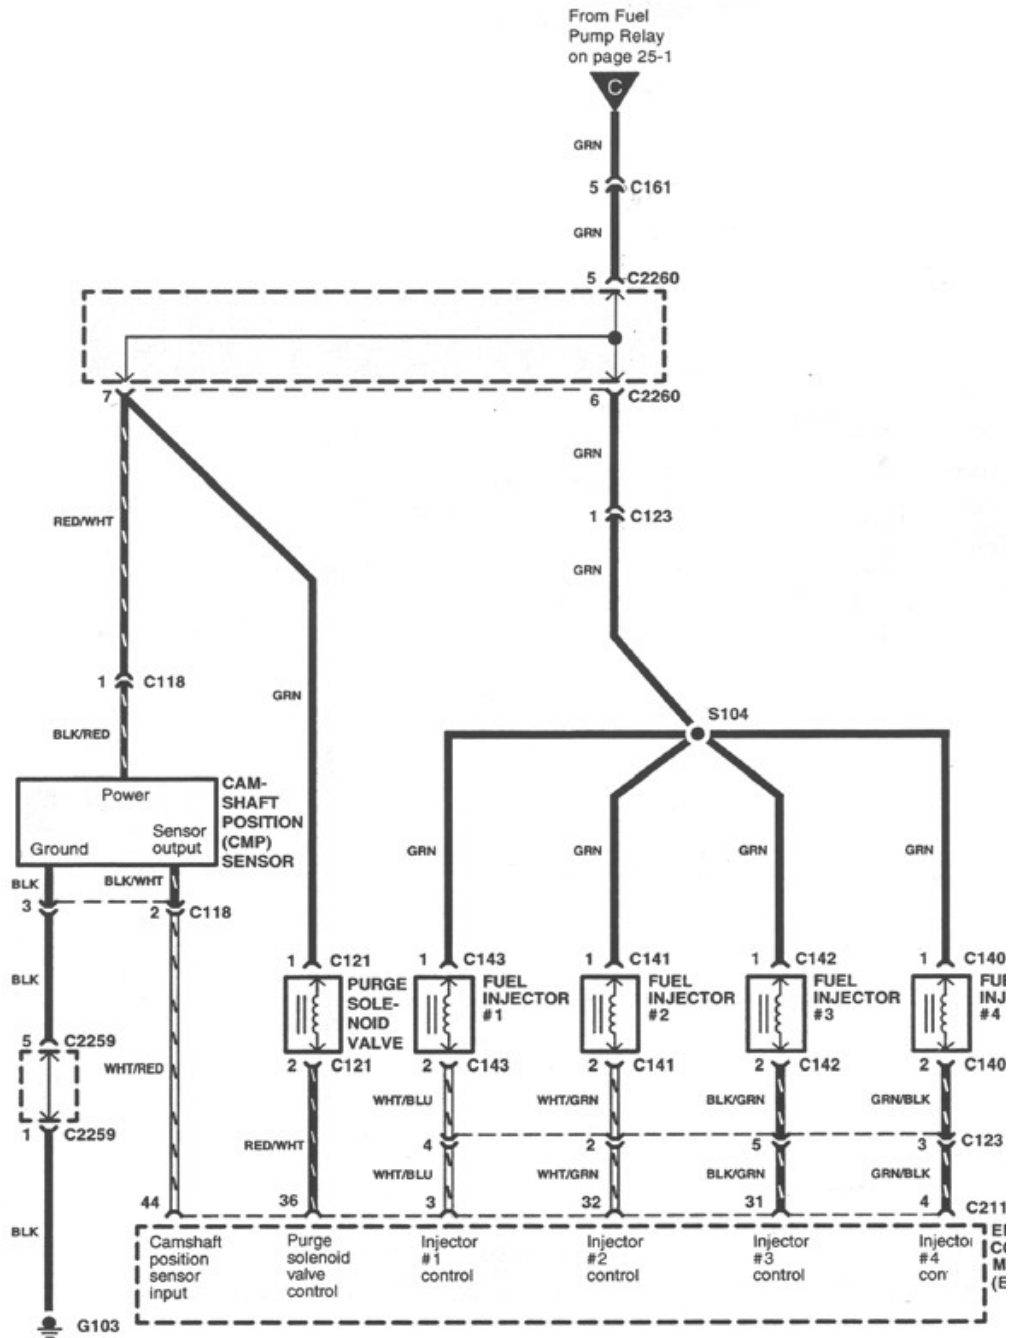 From Fuel
Pump Relay
on page 25-1
C
GRN
5 C161
GRN
5 C2260
7
6 C2260
GRN
RED/WHT
1 C123
GRN
1 C118
GRN
S104
BLK/RED
CAM-
SHAFT
POSITION
(CMP)
SENSOR
Power
Sensor
output
Ground
GRN
GRN
GRN
GRN
BLK
BLK/WHT
3
2 C118
1 C121
1 C143
1 C141
1 C142
1 C140
BLK
PURGE
SOLE-
NOID
VALVE
FUEL
INJECTOR
#1
FUEL
INJECTOR
#2
FUEL
INJECTOR
#3
FUE
INJ
#4
5 C2259
WHT/RED
2 C121
2 C143
2 C141
2 C142
2 C140
WHT/BLU
WHT/GRN
BLK/GRN
GRN/BLK
1 C2259
RED/WHT
4
2
5
3 C123
WHT/BLU
WHT/GRN
BLK/GRN
GRN/BLK
44
36
3
32
31
4 C211
BLK
Camshaft
position
sensor
input
Purge
solenoid
valve
control
Injector
#1
control
Injector
#2
control
Injector
#3
control
Injector
#4
con
G103